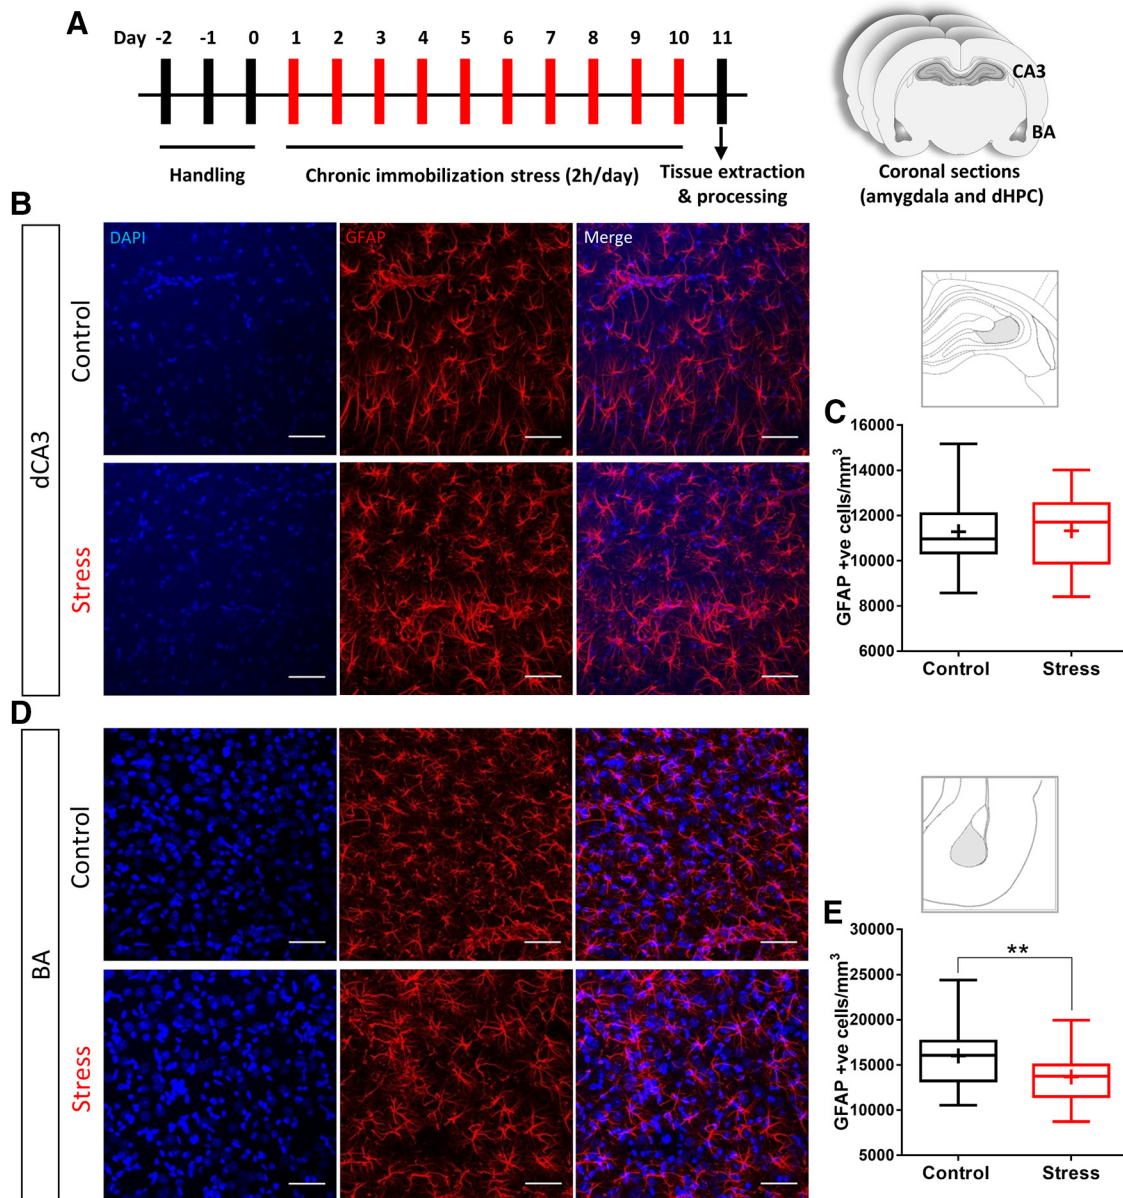 A
Day -2 -1 0 1 2 3 4 5 6 7 8 9 10 11
Handling
Chronic immobilization stress (2h/day)
Tissue extraction
& processing
CA3
BA
Coronal sections
(amygdala and dHPC)
B
dCA3
Control
Stress
DAPI
GFAP
Merge
C
GFAP +ve cells/mm³
16000
14000
12000
10000
8000
6000
Control
Stress
D
BA
Control
Stress
E
GFAP +ve cells/mm³
30000
25000
20000
15000
10000
5000
**
Control
Stress